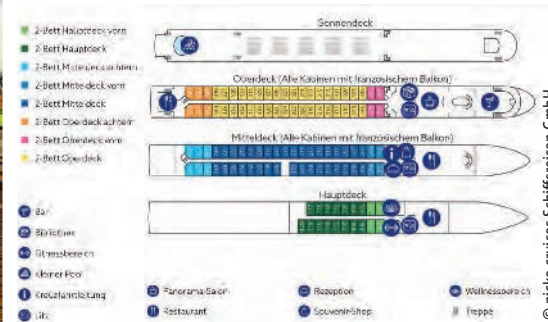 Sonnendeck
Oberdeck (Alle Kabinen mit französischem Balkon)
Mitteldeck (Alle Kabinen mit französischem Balkon)
Hauptdeck
2-Bett Hauptdeck vorn
2-Bett Hauptdeck
2-Bett Mitteldeck achtern
2-Bett Mitteldeck vorn
2-Bett Mitteldeck
2-Bett Oberdeck achtern
2-Bett Oberdeck vorn
2-Bett Oberdeck
Bar
Bibliothek
Fitnessbereich
Kleiner Pool
Kreuzfahrtleitung
Lift
Panorama-Salon
Restaurant
Rezeption
Souvenir-Shop
Wellnessbereich
Treppe
© nicko cruises Schiffsreisen GmbH